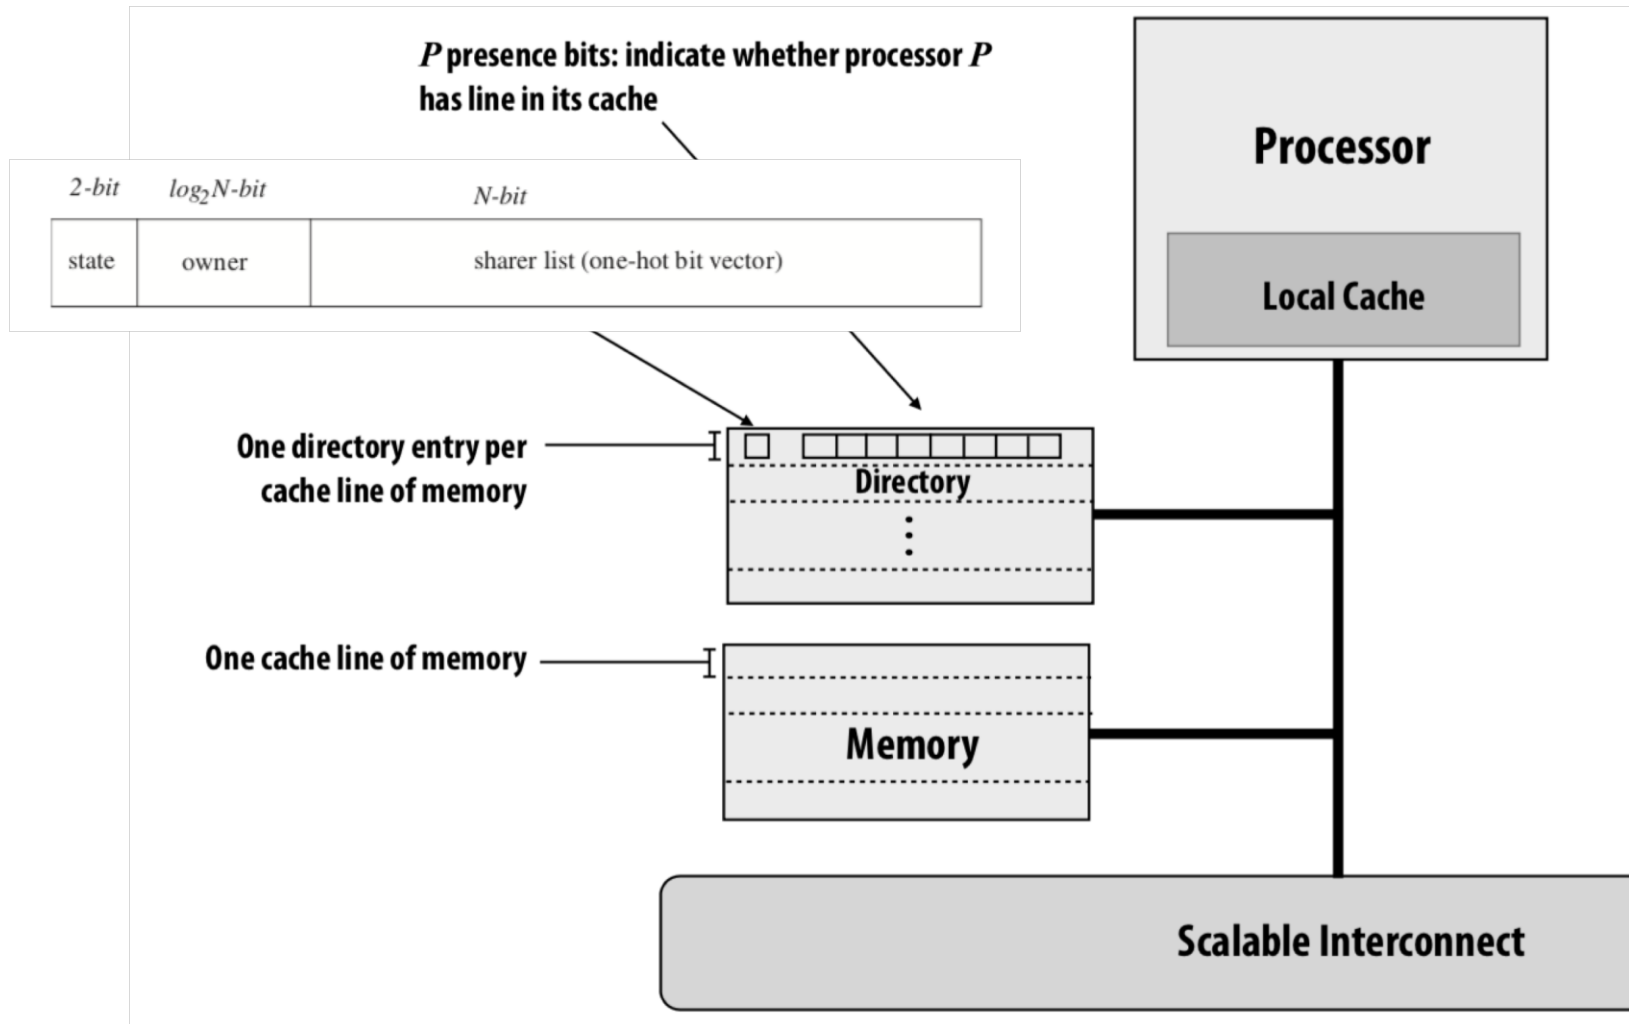 P presence bits: indicate whether processor P
has line in its cache
2-bit
log₂N-bit
N-bit
state
owner
sharer list (one-hot bit vector)
Processor
Local Cache
One directory entry per
cache line of memory
Directory
One cache line of memory
Memory
Scalable Interconnect